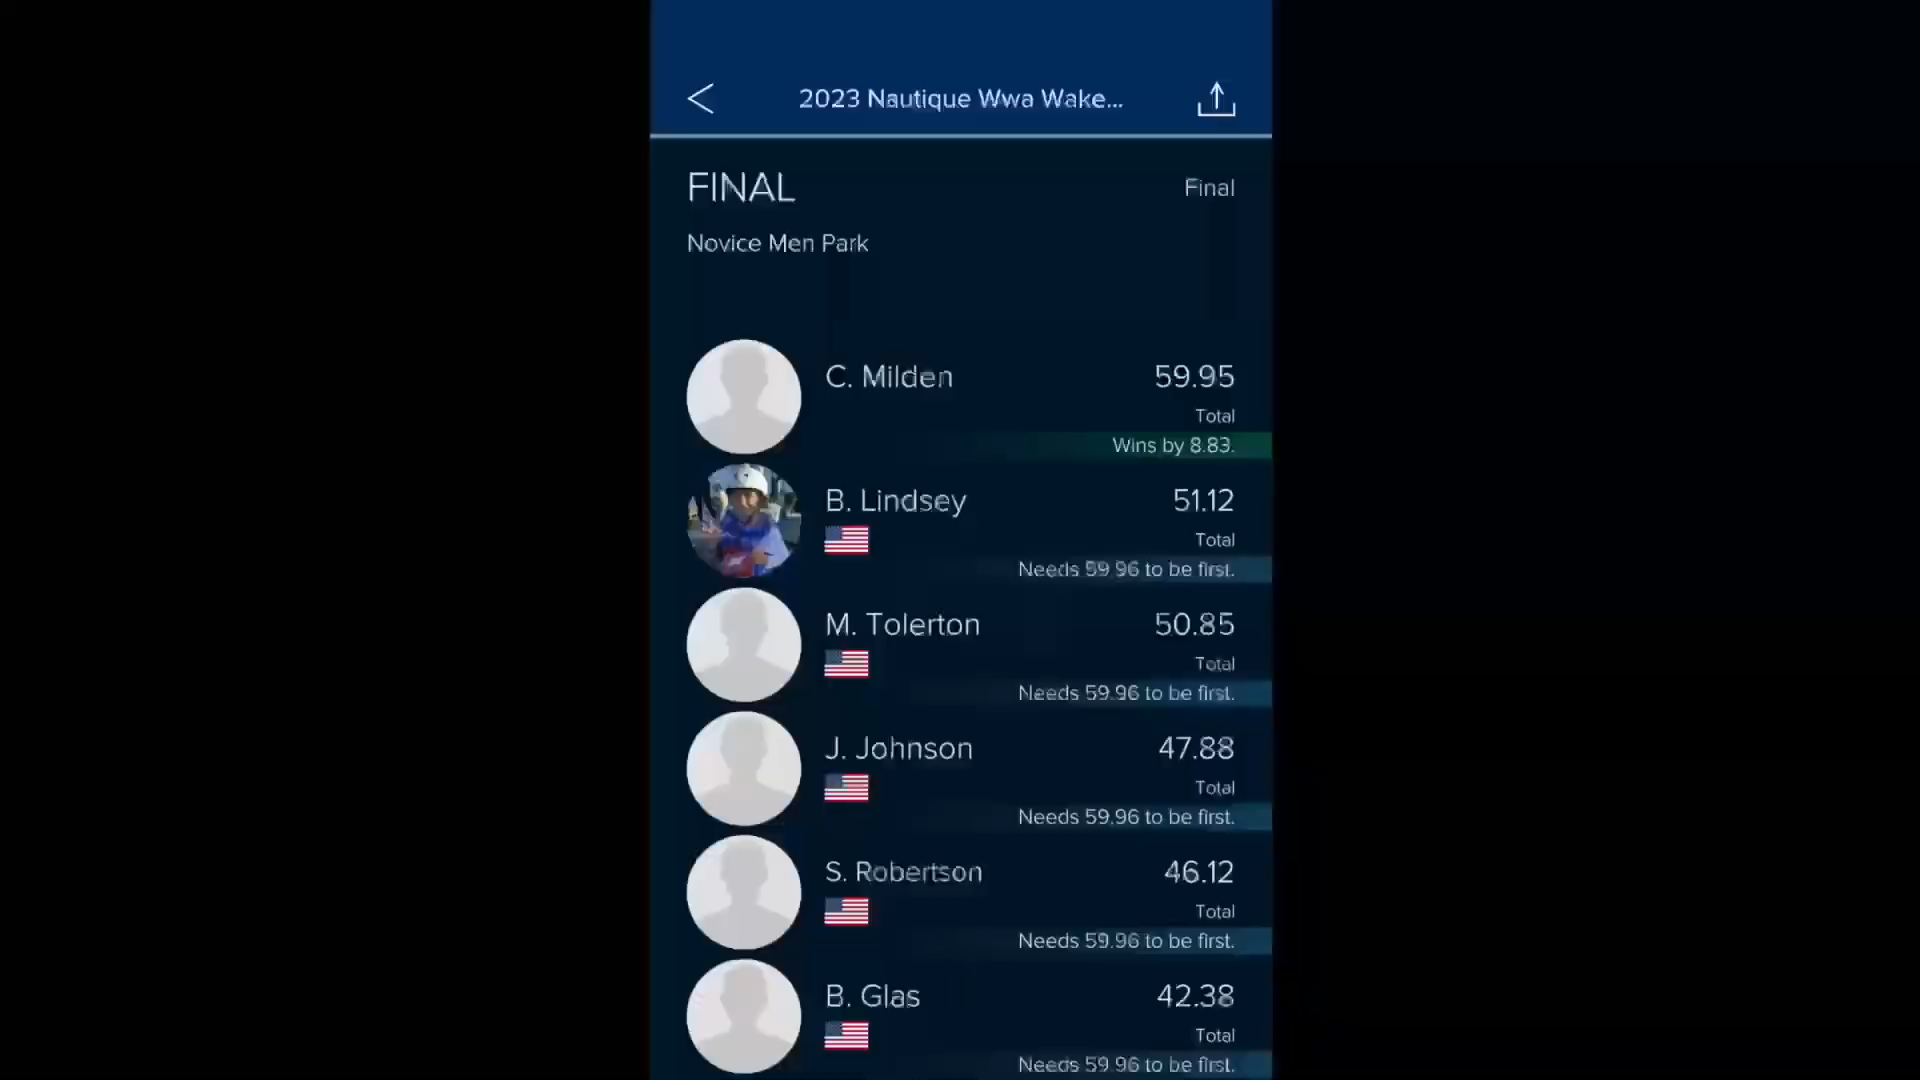 2023 Nautique Wwa Wake...
FINAL
Final
Novice Men Park
C. Milden
59.95
Total
Wins by 8.83.
B. Lindsey
51.12
Total
Needs 59.96 to be first.
M. Tolerton
50.85
Total
Needs 59.96 to be first.
J. Johnson
47.88
Total
Needs 59.96 to be first.
S. Robertson
46.12
Total
Needs 59.96 to be first.
B. Glas
42.38
Total
Needs 59.96 to be first.